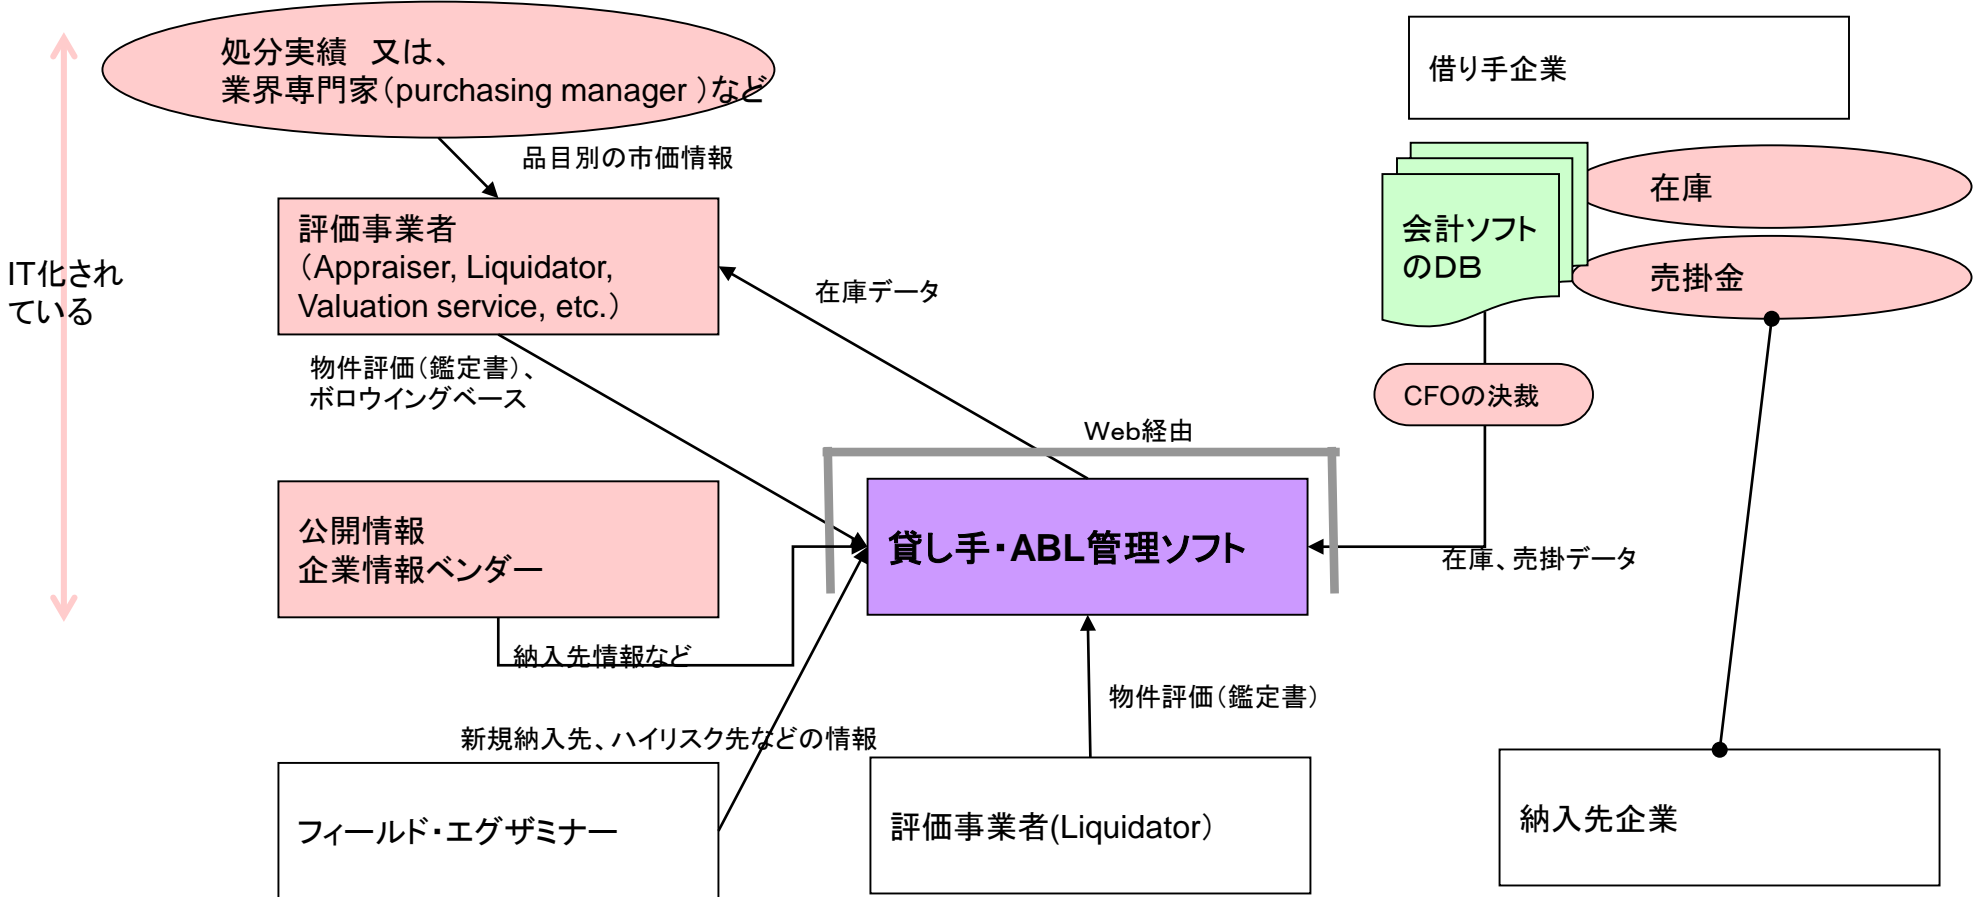 処分実績　又は、
業界専門家（purchasing manager ）など
借り手企業
品目別の市価情報
在庫
評価事業者
（Appraiser, Liquidator,
Valuation service, etc.）
会計ソフト
のＤＢ
売掛金
IT化され
ている
在庫データ
物件評価（鑑定書）、
ボロウイングベース
CFOの決裁
Ｗｅｂ経由
公開情報
企業情報ベンダー
貸し手・ABL管理ソフト
在庫、売掛データ
納入先情報など
物件評価（鑑定書）
新規納入先、ハイリスク先などの情報
フィールド・エグザミナー
評価事業者(Liquidator）
納入先企業